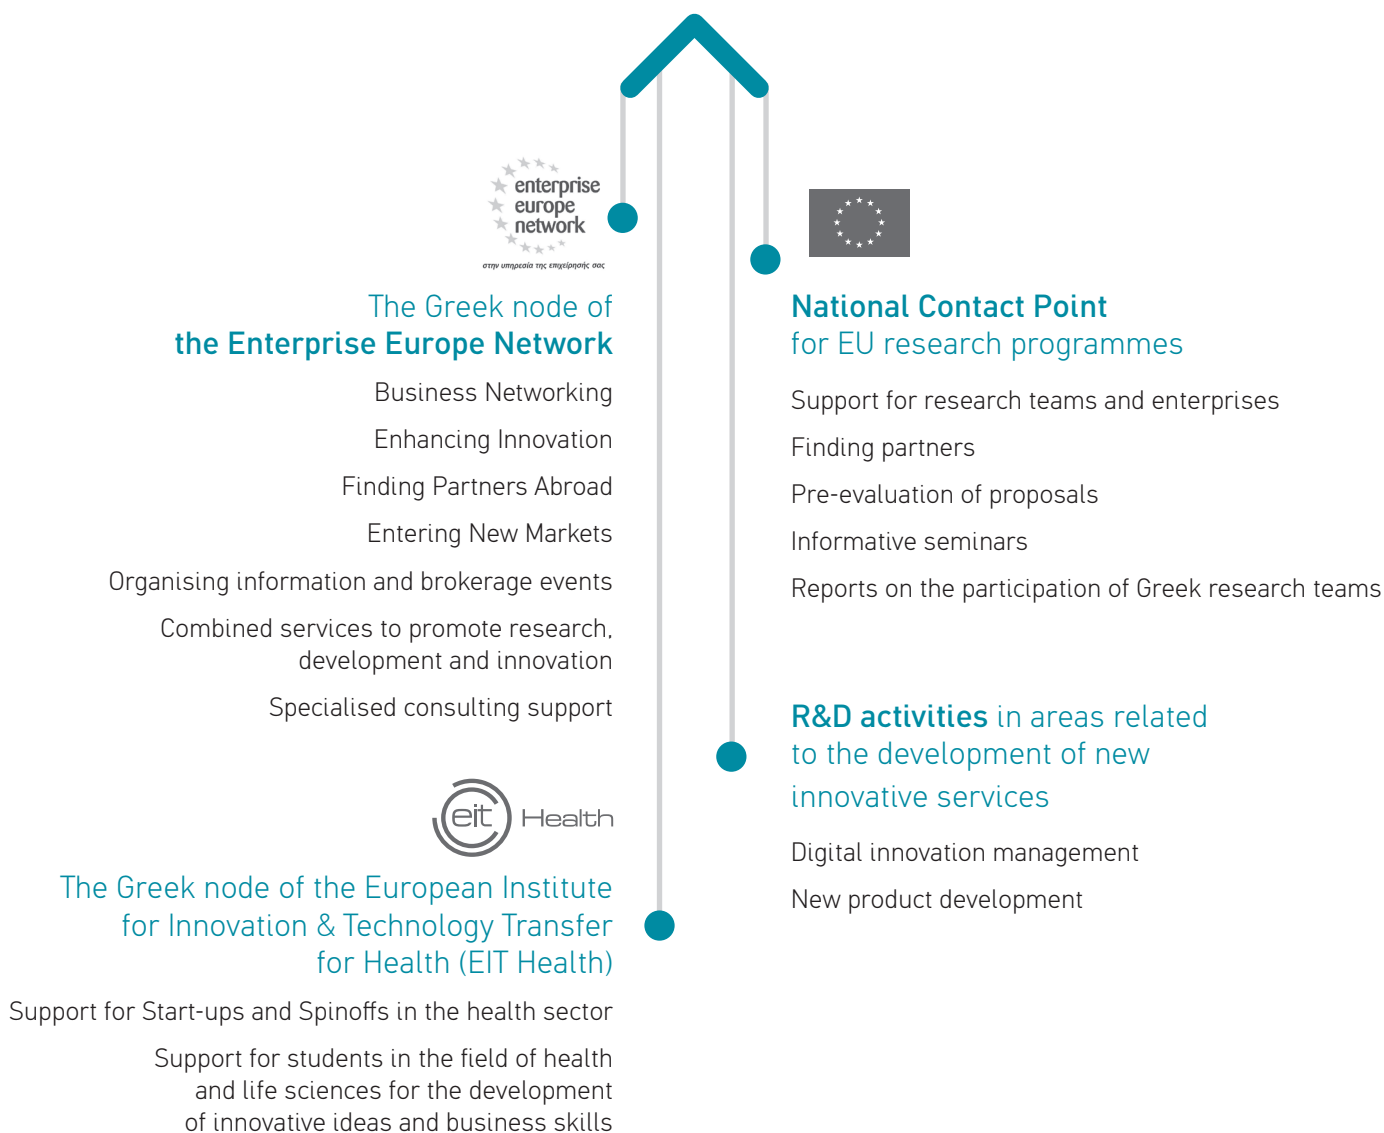 enterprise
europe
network
στην υπηρεσία της επιχείρησής σας
The Greek node of
the Enterprise Europe Network
Business Networking
Enhancing Innovation
Finding Partners Abroad
Entering New Markets
Organising information and brokerage events
Combined services to promote research,
development and innovation
Specialised consulting support
eit Health
The Greek node of the European Institute
for Innovation & Technology Transfer
for Health (EIT Health)
Support for Start-ups and Spinoffs in the health sector
Support for students in the field of health
and life sciences for the development
of innovative ideas and business skills
National Contact Point
for EU research programmes
Support for research teams and enterprises
Finding partners
Pre-evaluation of proposals
Informative seminars
Reports on the participation of Greek research teams
R&D activities in areas related
to the development of new
innovative services
Digital innovation management
New product development